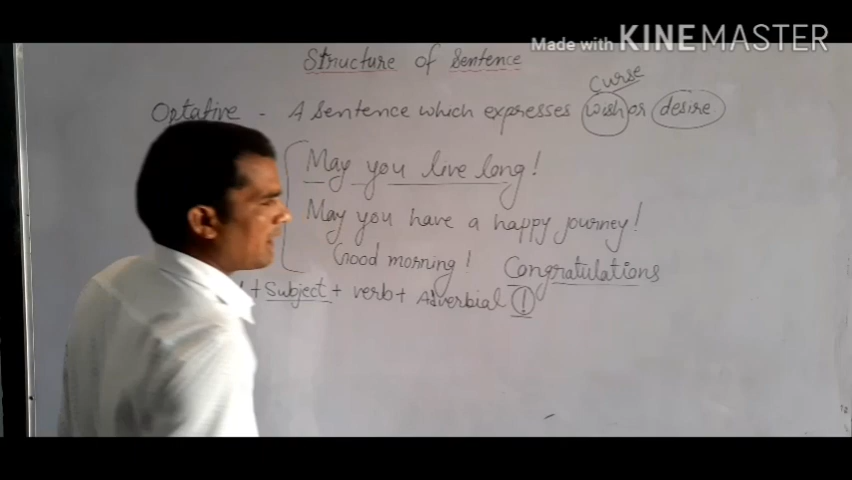 Made with KINEMASTER
Structure of Sentence
curse
Optative - A sentence which expresses wish or desire
May you live long!
May you have a happy journey!
Good morning! Congratulations
+ Subject + verb + Adverbial !